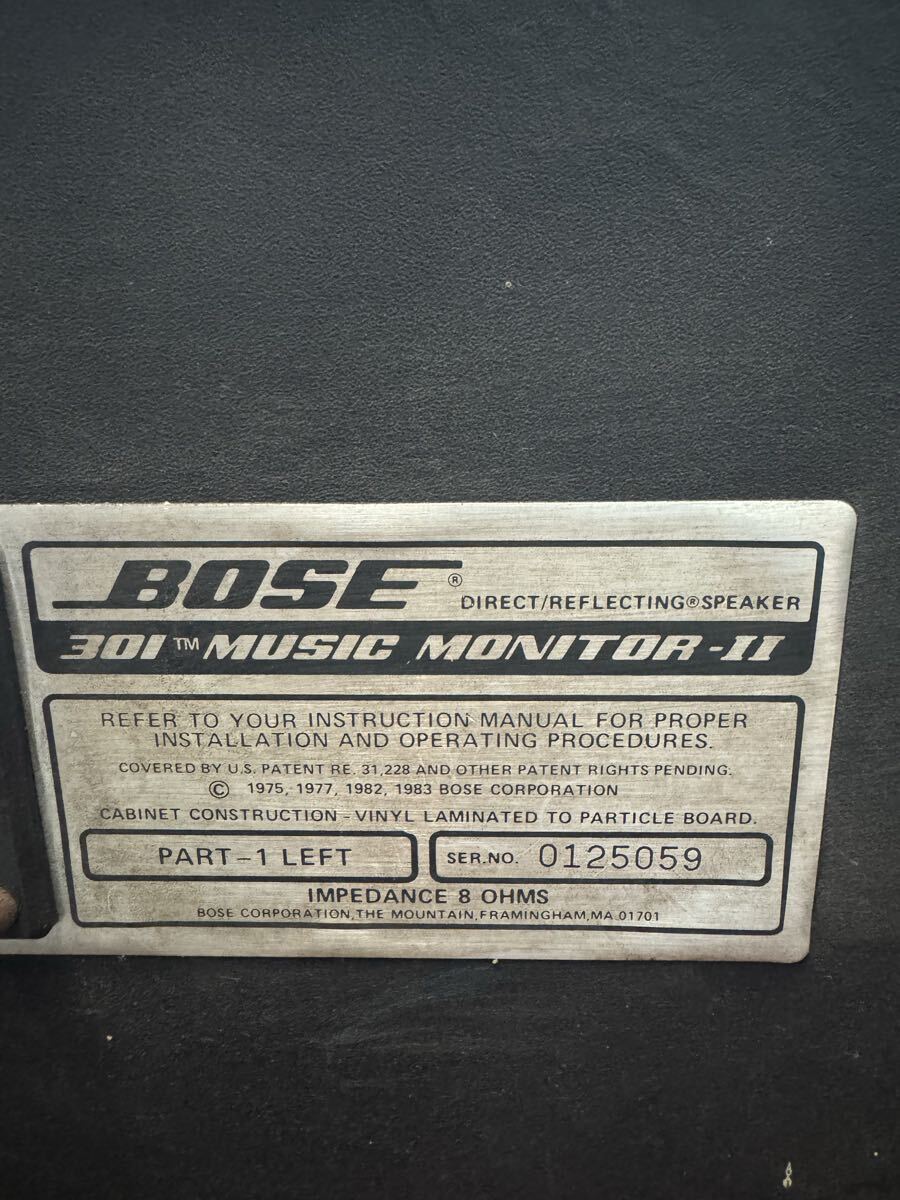 BOSE®
DIRECT/REFLECTING®SPEAKER
301™ MUSIC MONITOR-II
REFER TO YOUR INSTRUCTION MANUAL FOR PROPER
INSTALLATION AND OPERATING PROCEDURES.
COVERED BY U.S. PATENT RE. 31,228 AND OTHER PATENT RIGHTS PENDING.
© 1975, 1977, 1982, 1983 BOSE CORPORATION
CABINET CONSTRUCTION - VINYL LAMINATED TO PARTICLE BOARD.
PART-1 LEFT
SER.NO. 0125059
IMPEDANCE 8 OHMS
BOSE CORPORATION,THE MOUNTAIN,FRAMINGHAM,MA.01701